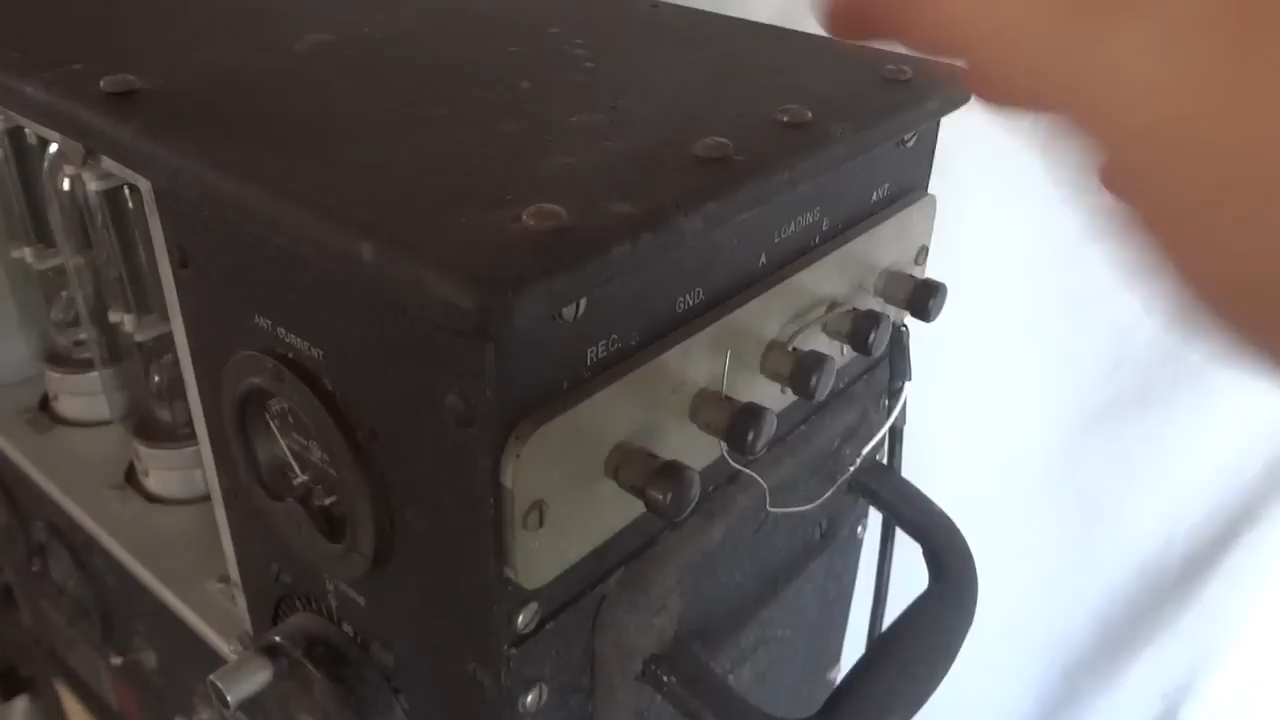 ANT. CURRENT
REC.
GND.
A
LOADING
B
ANT.